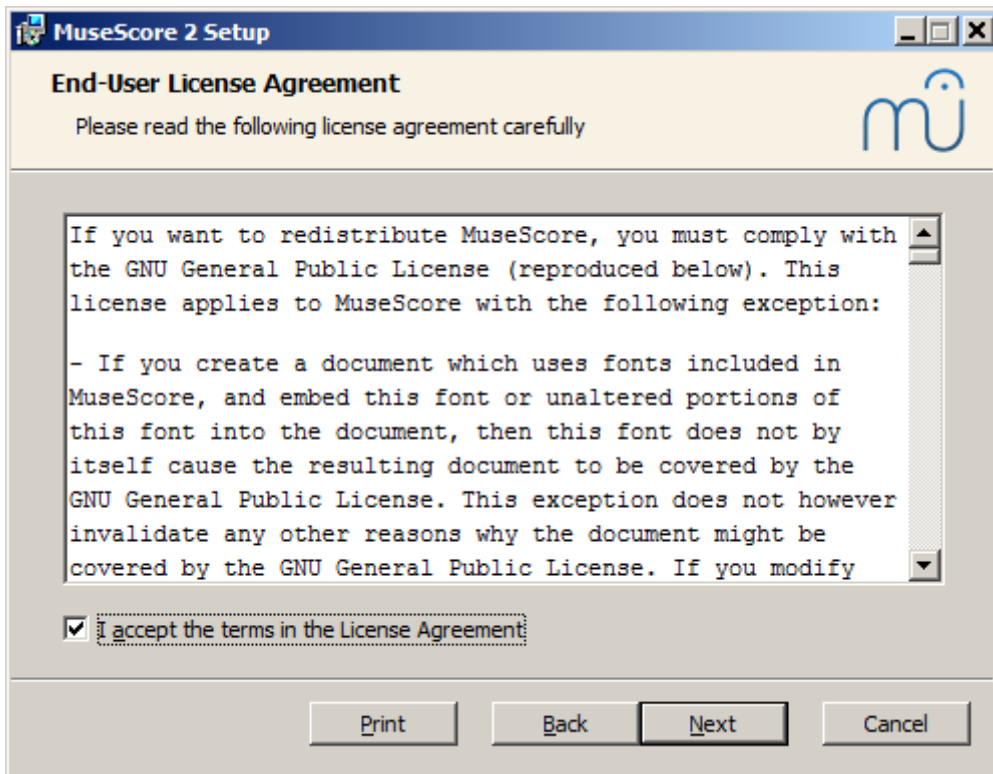 MuseScore 2 Setup
End-User License Agreement
Please read the following license agreement carefully
If you want to redistribute MuseScore, you must comply with
the GNU General Public License (reproduced below). This
license applies to MuseScore with the following exception:
- If you create a document which uses fonts included in
MuseScore, and embed this font or unaltered portions of
this font into the document, then this font does not by
itself cause the resulting document to be covered by the
GNU General Public License. This exception does not however
invalidate any other reasons why the document might be
covered by the GNU General Public License. If you modify
I accept the terms in the License Agreement
Print Back Next Cancel